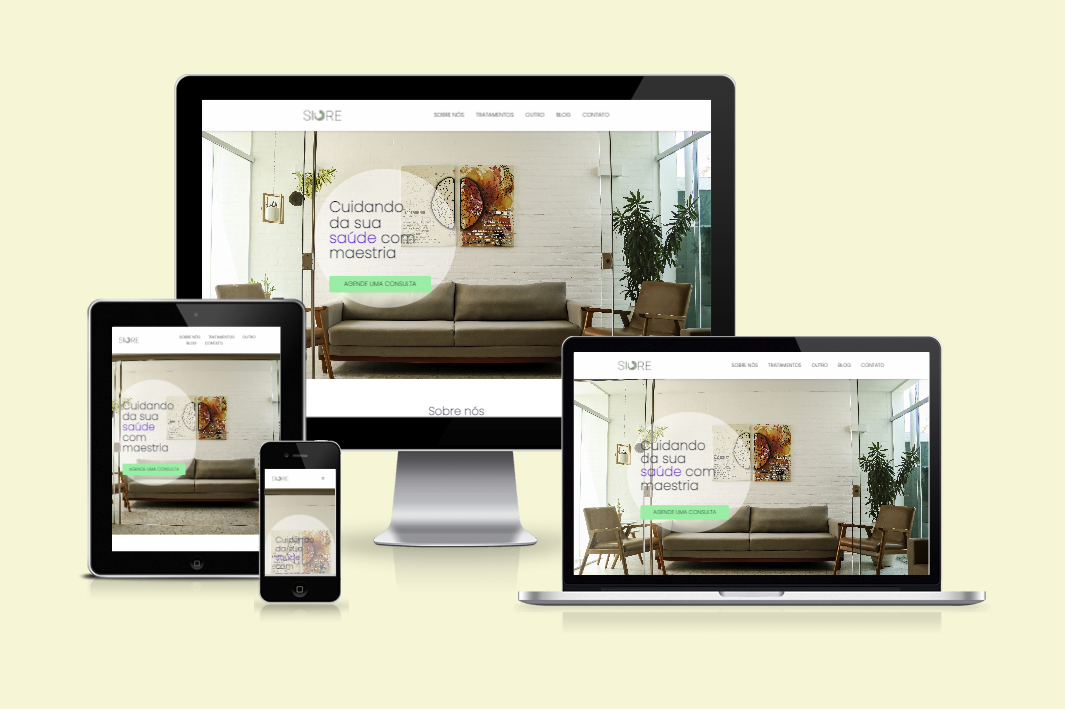 SIORE
SOBRE NÓS TRATAMENTOS OUTRO BLOG CONTATO
Cuidando
da sua
saúde com
maestria
AGENDE UMA CONSULTA
Sobre nós
SIORE
SOBRE NÓS TRATAMENTOS OUTRO
BLOG CONTATO
Cuidando
da sua
saúde
com
maestria
AGENDE UMA CONSULTA
SIORE
Cuidando
da sua
saúde
com
SIORE
SOBRE NÓS TRATAMENTOS OUTRO BLOG CONTATO
Cuidando
da sua
saúde com
maestria
AGENDE UMA CONSULTA